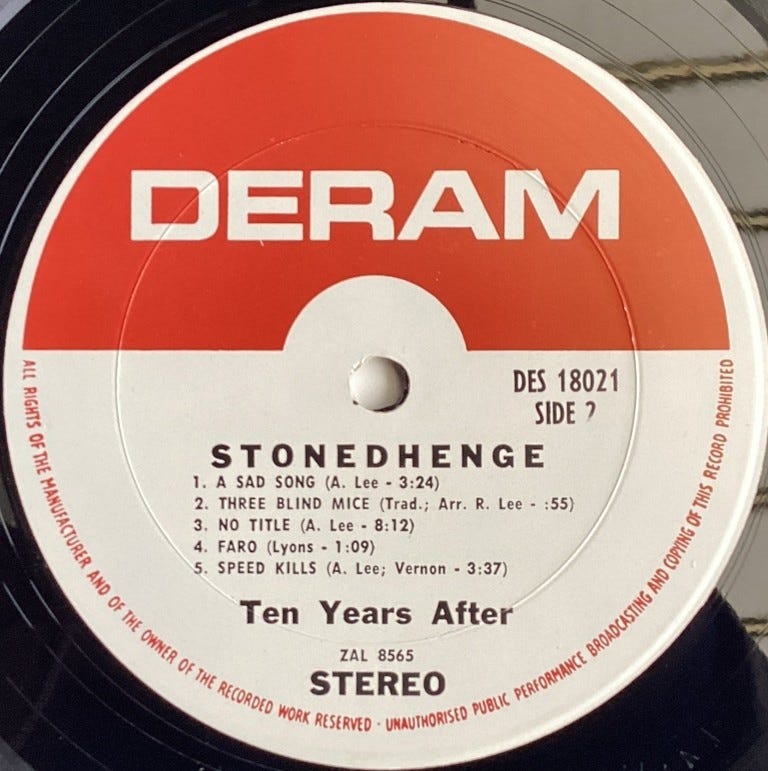 DERAM
DES 18021
SIDE 2
STONEDHENGE
1. A SAD SONG (A. Lee - 3:24)
2. THREE BLIND MICE (Trad.; Arr. R. Lee - :55)
3. NO TITLE (A. Lee - 8:12)
4. FARO (Lyons - 1:09)
5. SPEED KILLS (A. Lee; Vernon - 3:37)
Ten Years After
ZAL 8565
STEREO
ALL RIGHTS OF THE MANUFACTURER AND OF THE OWNER OF THE RECORDED WORK RESERVED · UNAUTHORISED PUBLIC PERFORMANCE BROADCASTING AND COPYING OF THIS RECORD PROHIBITED